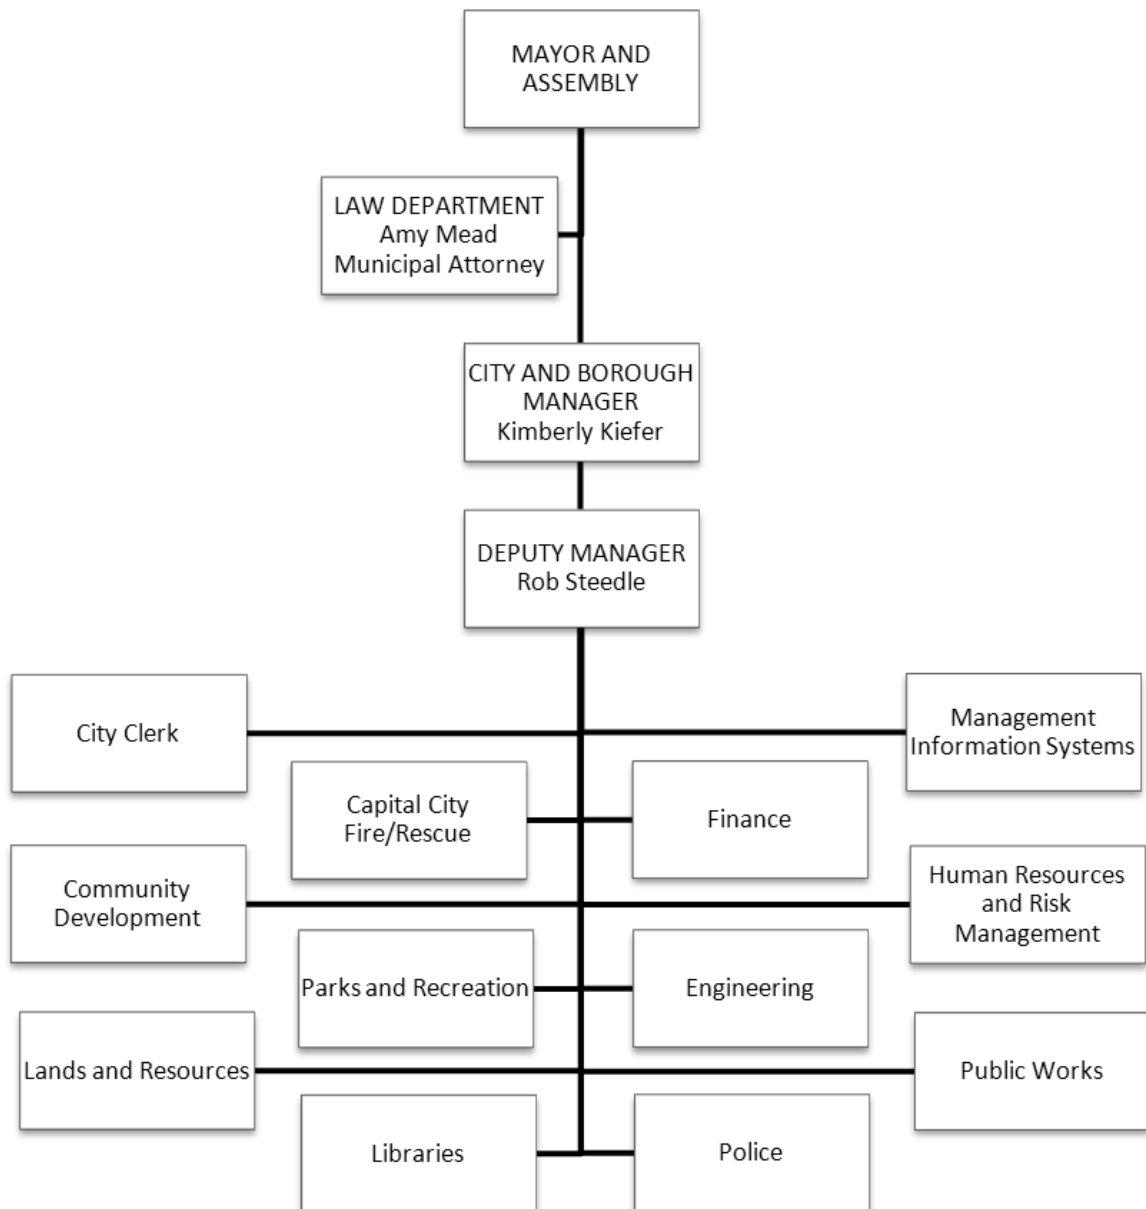 MAYOR AND
ASSEMBLY
LAW DEPARTMENT
Amy Mead
Municipal Attorney
CITY AND BOROUGH
MANAGER
Kimberly Kiefer
DEPUTY MANAGER
Rob Steedle
City Clerk
Management
Information Systems
Capital City
Fire/Rescue
Finance
Community
Development
Human Resources
and Risk
Management
Parks and Recreation
Engineering
Lands and Resources
Public Works
Libraries
Police